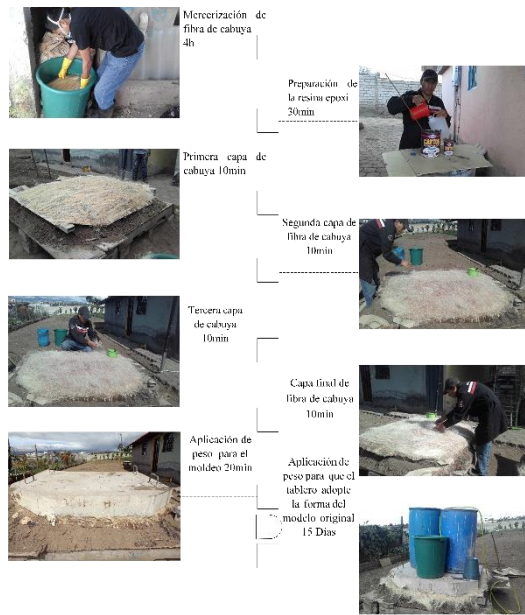 Mercerización de
fibra de cabuya
4h
Preparación de
la resina epoxi
30min
Primera capa de
cabuya 10min
Segunda capa de
fibra de cabuya
10min
Tercera capa
de cabuya
10min
Capa final de
fibra de cabuya
10min
Aplicación de
peso para el
moldeo 20min
Aplicación de
peso para que el
tablero adopte
la forma del
modelo original
15 Días